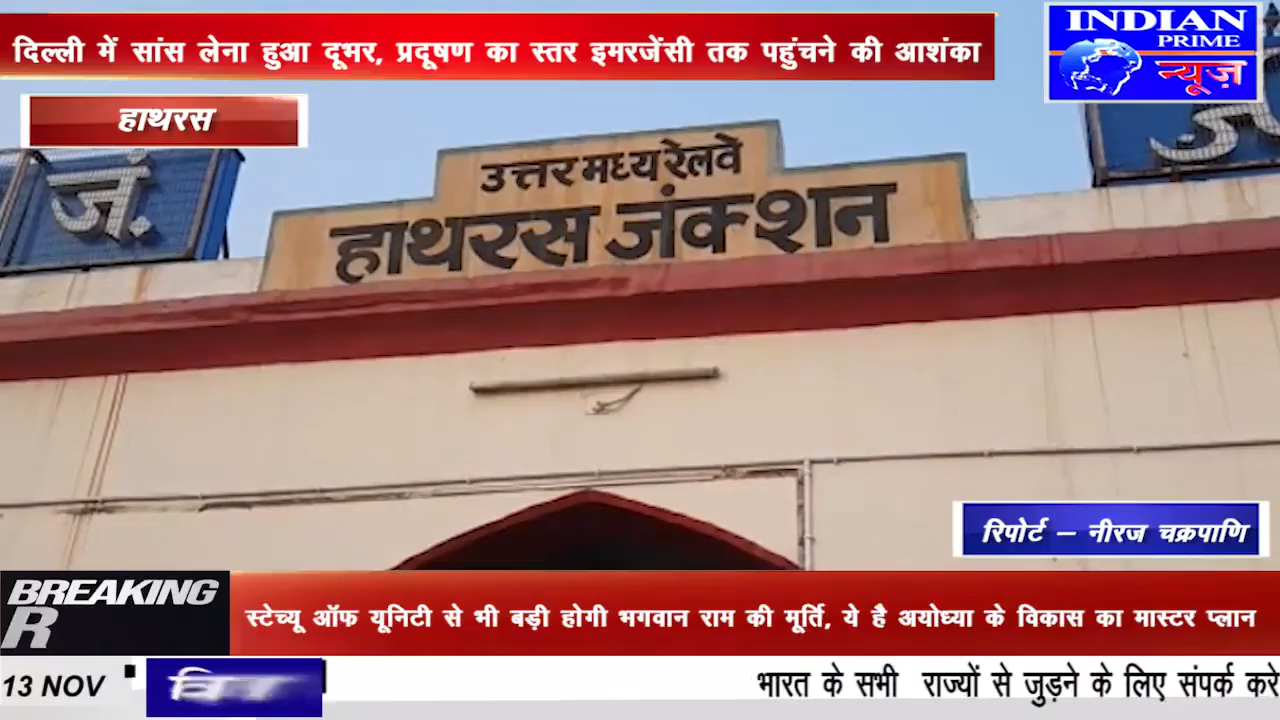 दिल्ली में सांस लेना हुआ दूभर, प्रदूषण का स्तर इमरजेंसी तक पहुंचने की आशंका
INDIAN
PRIME
न्यूज़
हाथरस
जं.
उत्तर मध्य रेलवे
हाथरस जंक्शन
रिपोर्ट – नीरज चक्रपाणि
BREAKING
R
स्टेच्यू ऑफ यूनिटी से भी बड़ी होगी भगवान राम की मूर्ति, ये है अयोध्या के विकास का मास्टर प्लान
13 NOV
भारत के सभी राज्यों से जुड़ने के लिए संपर्क करे